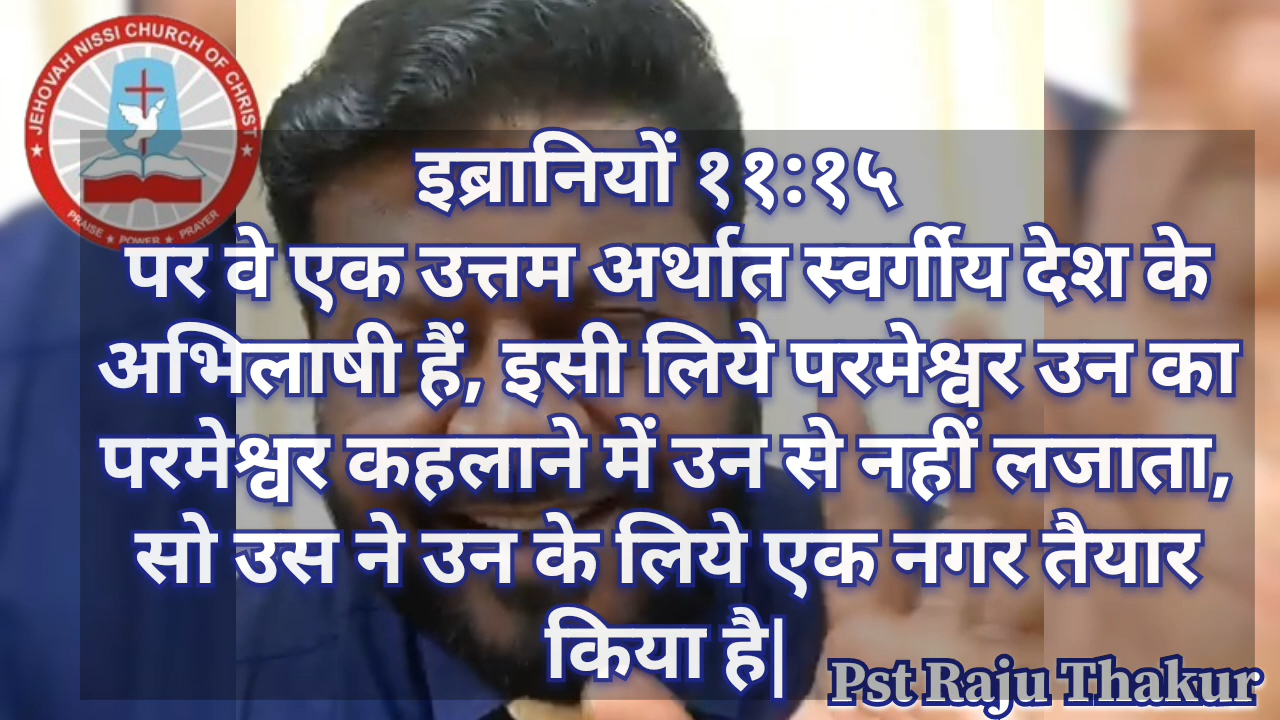 JEHOVAH NISSI CHURCH OF CHRIST
PRAISE ★ POWER ★ PRAYER
इब्रानियों ११:१५
पर वे एक उत्तम अर्थात स्वर्गीय देश के
अभिलाषी हैं, इसी लिये परमेश्वर उन का
परमेश्वर कहलाने में उन से नहीं लजाता,
सो उस ने उन के लिये एक नगर तैयार
किया है|
Pst Raju Thakur